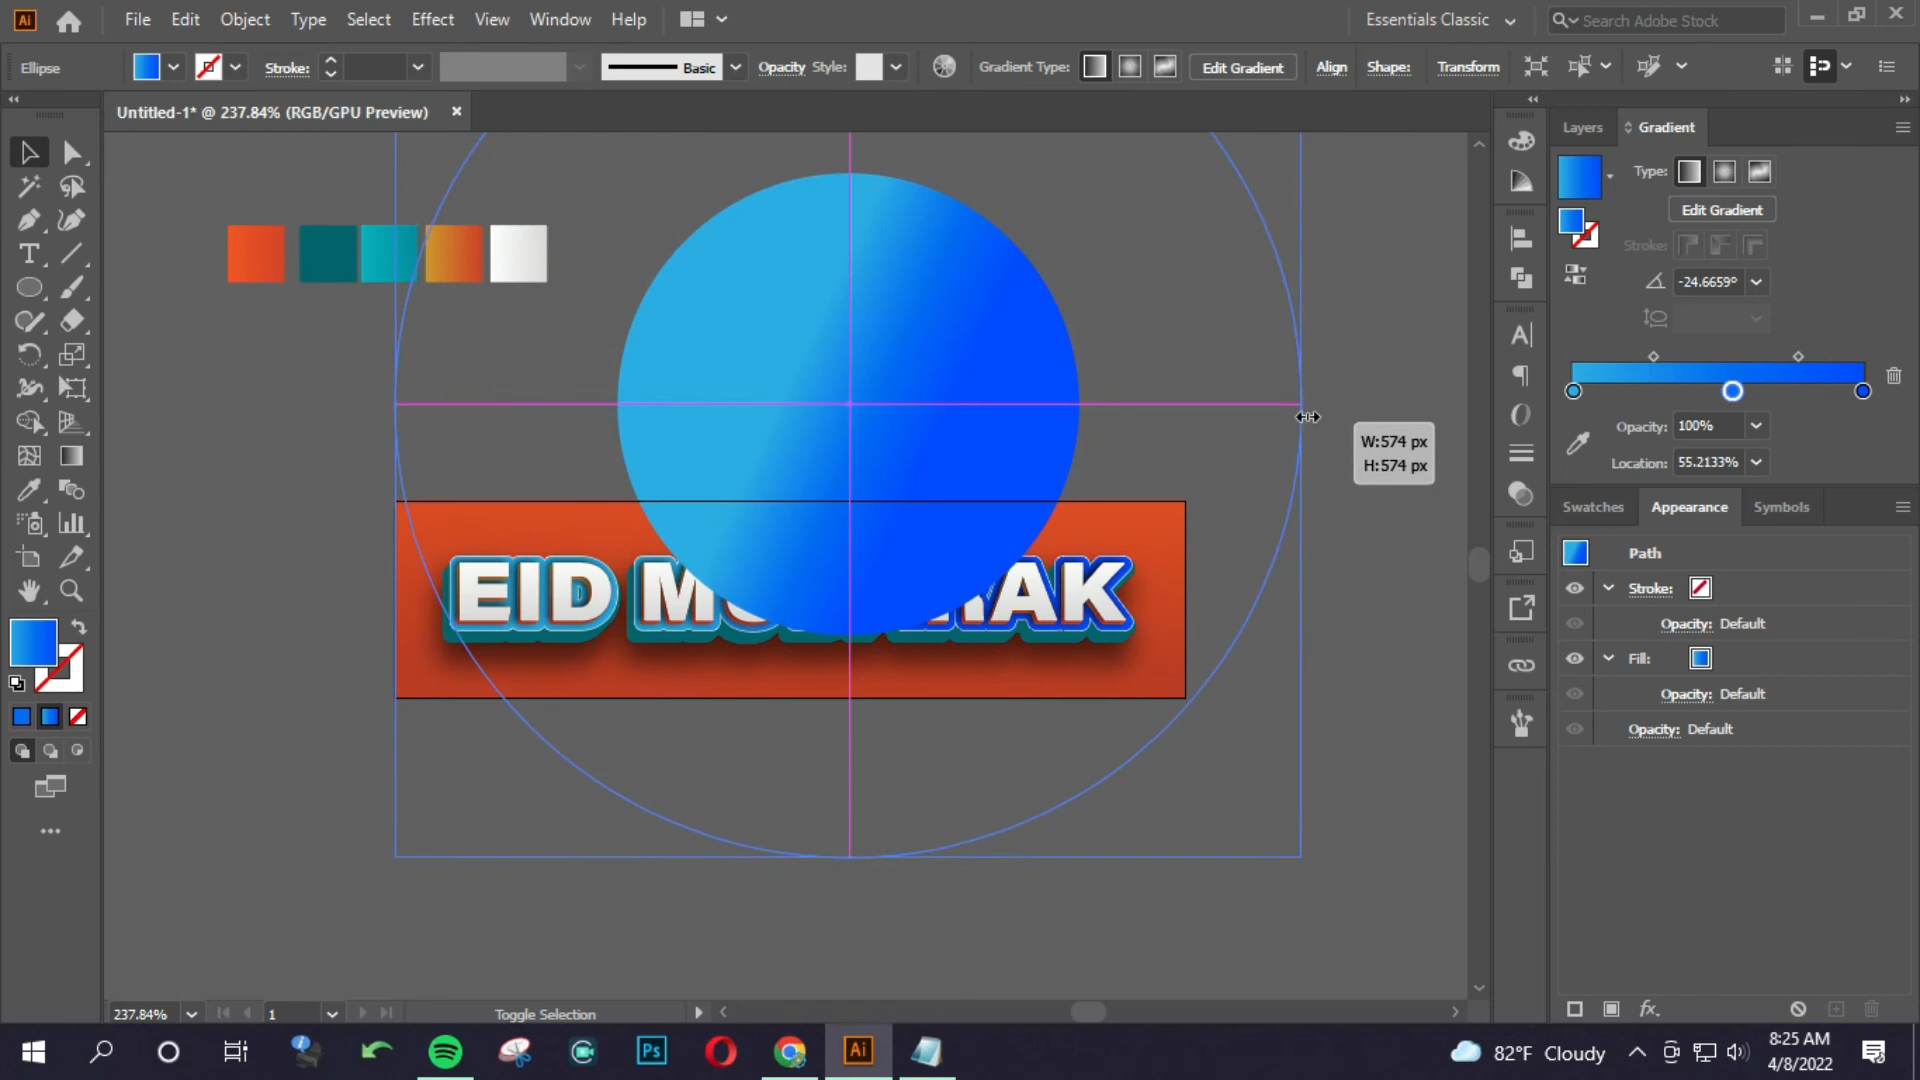 File Edit Object Type Select Effect View Window Help
Essentials Classic
Search Adobe Stock
Ellipse
Stroke:
Basic
Opacity Style:
Gradient Type:
Edit Gradient
Align
Shape:
Transform
Untitled-1* @ 237.84% (RGB/GPU Preview) ×
Layers Gradient
Type:
Edit Gradient
Stroke:
-24.6659°
Opacity: 100%
Location: 55.2133%
W:574 px
H:574 px
EID M
RAK
Swatches Appearance Symbols
Path
Stroke:
Opacity: Default
Fill:
Opacity: Default
Opacity: Default
fx.
237.84%
1
Toggle Selection
Ps
Ai
82°F Cloudy
8:25 AM
4/8/2022